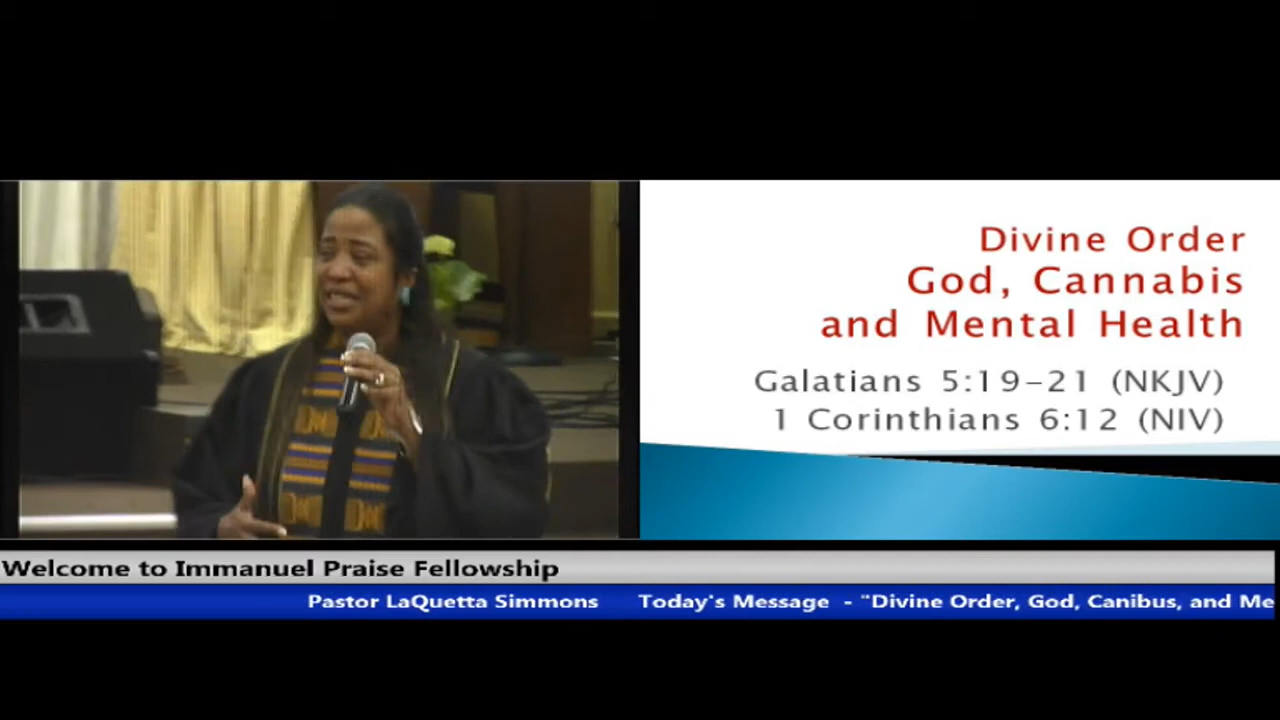 Divine Order
God, Cannabis
and Mental Health
Galatians 5:19-21 (NKJV)
1 Corinthians 6:12 (NIV)
Welcome to Immanuel Praise Fellowship
Pastor LaQuetta Simmons Today's Message - "Divine Order, God, Canibus, and Me